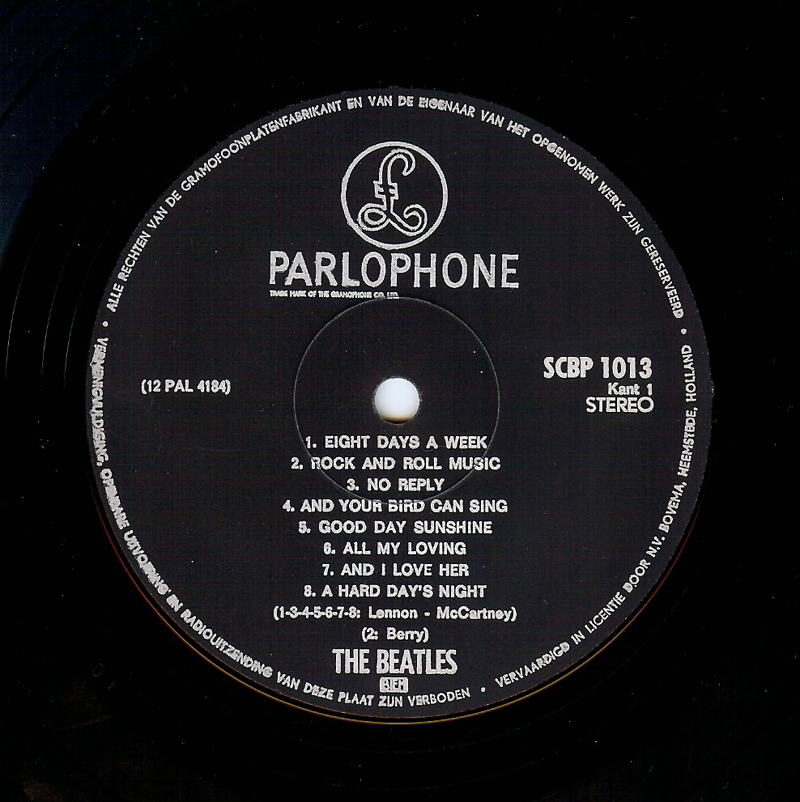 ALLE RECHTEN VAN DE GRAMOFOONPLATENFABRIKANT EN VAN DE EIGENAAR VAN HET OPGENOMEN WERK ZIJN GERESERVEERD •
£
PARLOPHONE
TRADE MARK OF THE GRAMOPHONE CO. LTD.
(12 PAL 4184)
SCBP 1013
Kant 1
STEREO
1. EIGHT DAYS A WEEK
2. ROCK AND ROLL MUSIC
3. NO REPLY
4. AND YOUR BIRD CAN SING
5. GOOD DAY SUNSHINE
6. ALL MY LOVING
7. AND I LOVE HER
8. A HARD DAY'S NIGHT
(1-3-4-5-6-7-8: Lennon - McCartney)
(2: Berry)
THE BEATLES
BIEM
• VERMENIGVULDIGING, OPENBARE UITVOERING EN RADIOUITZENDING VAN DEZE PLAAT ZIJN VERBODEN •
VERVAARDIGD IN LICENTIE DOOR N.V. BOVEMA, HEEMSTEDE, HOLLAND